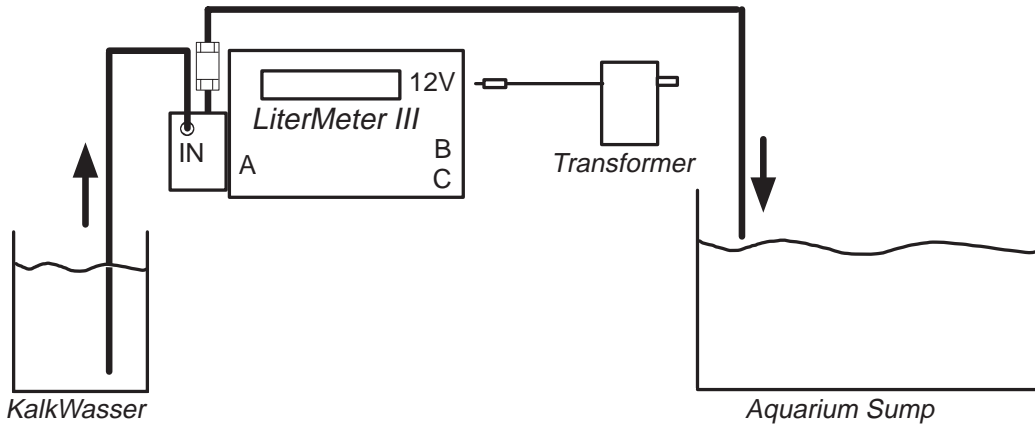 12V
LiterMeter III
IN
A
B
C
Transformer
KalkWasser
Aquarium Sump